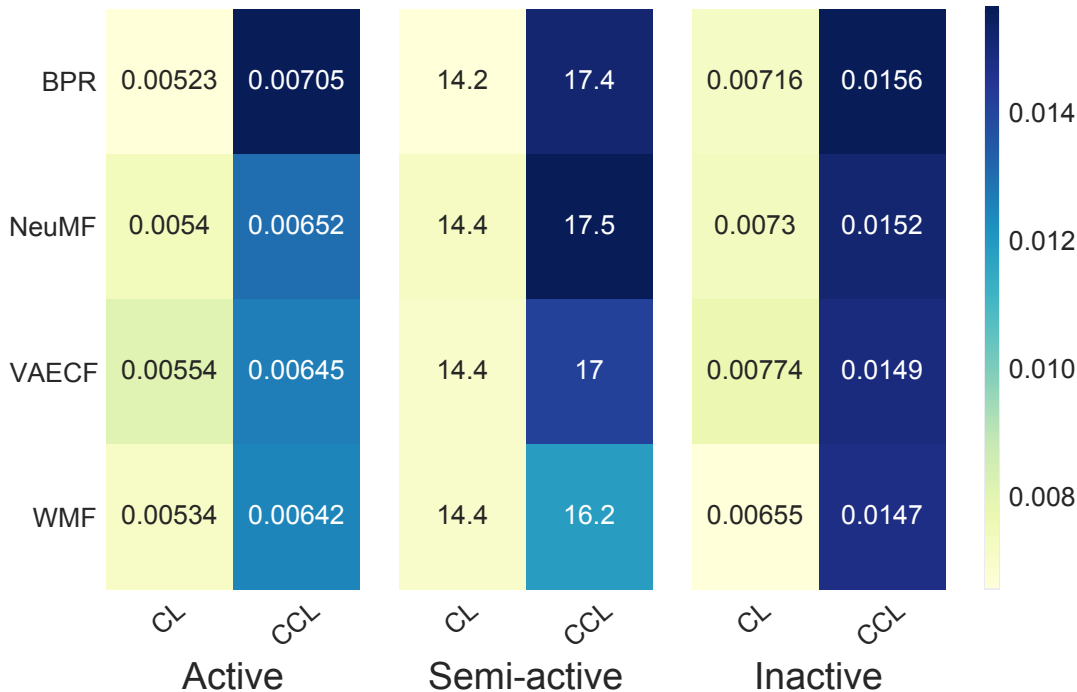 BPR 0.00523 0.00705 14.2 17.4 0.00716 0.0156
0.014
NeuMF 0.0054 0.00652 14.4 17.5 0.0073 0.0152
0.012
VAECF 0.00554 0.00645 14.4 17 0.00774 0.0149
0.010
WMF 0.00534 0.00642 14.4 16.2 0.00655 0.0147
0.008
CL CCL CL CCL CL CCL
Active Semi-active Inactive